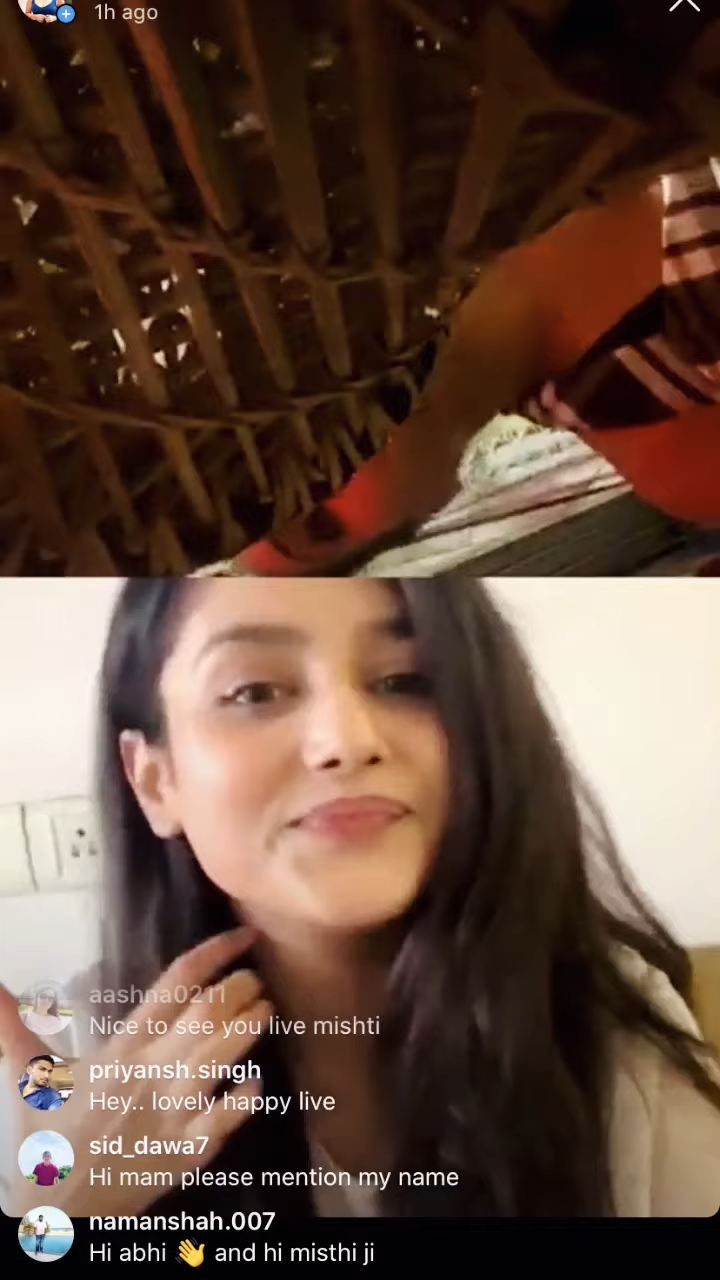 1h ago
aashna0211
Nice to see you live mishti
priyansh.singh
Hey.. lovely happy live
sid_dawa7
Hi mam please mention my name
namanshah.007
Hi abhi 👋 and hi misthi ji